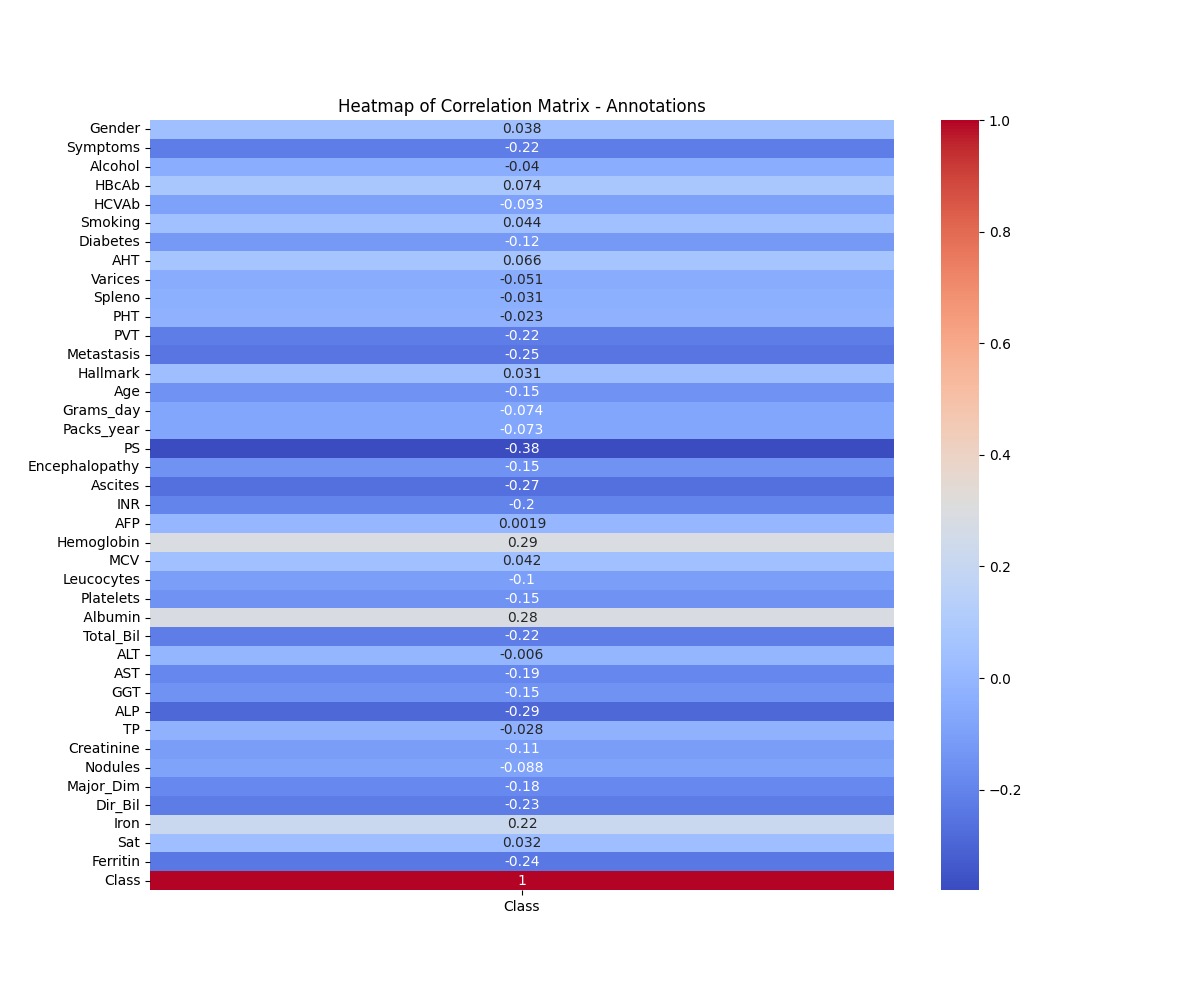 Heatmap of Correlation Matrix - Annotations
Gender 0.038
Symptoms -0.22
Alcohol -0.04
HBcAb 0.074
HCVAb -0.093
Smoking 0.044
Diabetes -0.12
AHT 0.066
Varices -0.051
Spleno -0.031
PHT -0.023
PVT -0.22
Metastasis -0.25
Hallmark 0.031
Age -0.15
Grams_day -0.074
Packs_year -0.073
PS -0.38
Encephalopathy -0.15
Ascites -0.27
INR -0.2
AFP 0.0019
Hemoglobin 0.29
MCV 0.042
Leucocytes -0.1
Platelets -0.15
Albumin 0.28
Total_Bil -0.22
ALT -0.006
AST -0.19
GGT -0.15
ALP -0.29
TP -0.028
Creatinine -0.11
Nodules -0.088
Major_Dim -0.18
Dir_Bil -0.23
Iron 0.22
Sat 0.032
Ferritin -0.24
Class 1
Class
1.0
0.8
0.6
0.4
0.2
0.0
−0.2